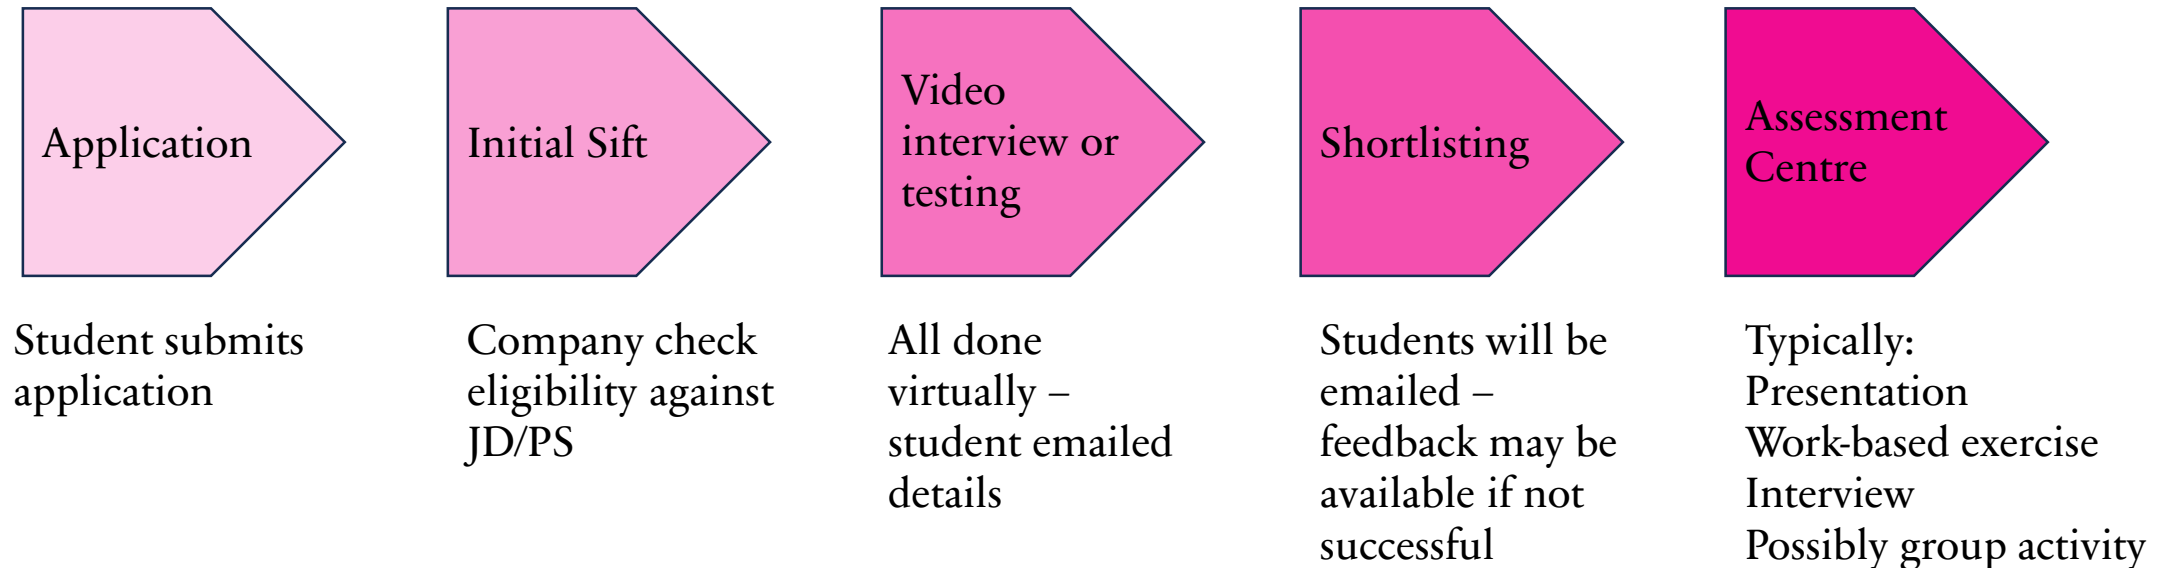 Application
Student submits
application
Initial Sift
Company check
eligibility against
JD/PS
Video
interview or
testing
All done
virtually –
student emailed
details
Shortlisting
Students will be
emailed –
feedback may be
available if not
successful
Assessment
Centre
Typically:
Presentation
Work-based exercise
Interview
Possibly group activity